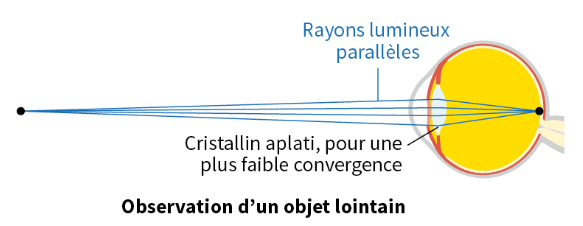 Rayons lumineux
parallèles
Cristallin aplati, pour une
plus faible convergence
Observation d'un objet lointain